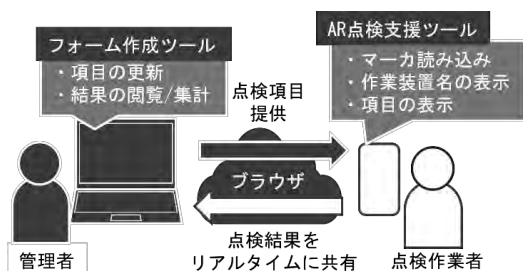 フォーム作成ツール
・項目の更新
・結果の閲覧/集計
AR点検支援ツール
・マーカ読み込み
・作業装置名の表示
・項目の表示
点検項目
提供
ブラウザ
点検結果を
リアルタイムに共有
管理者
点検作業者